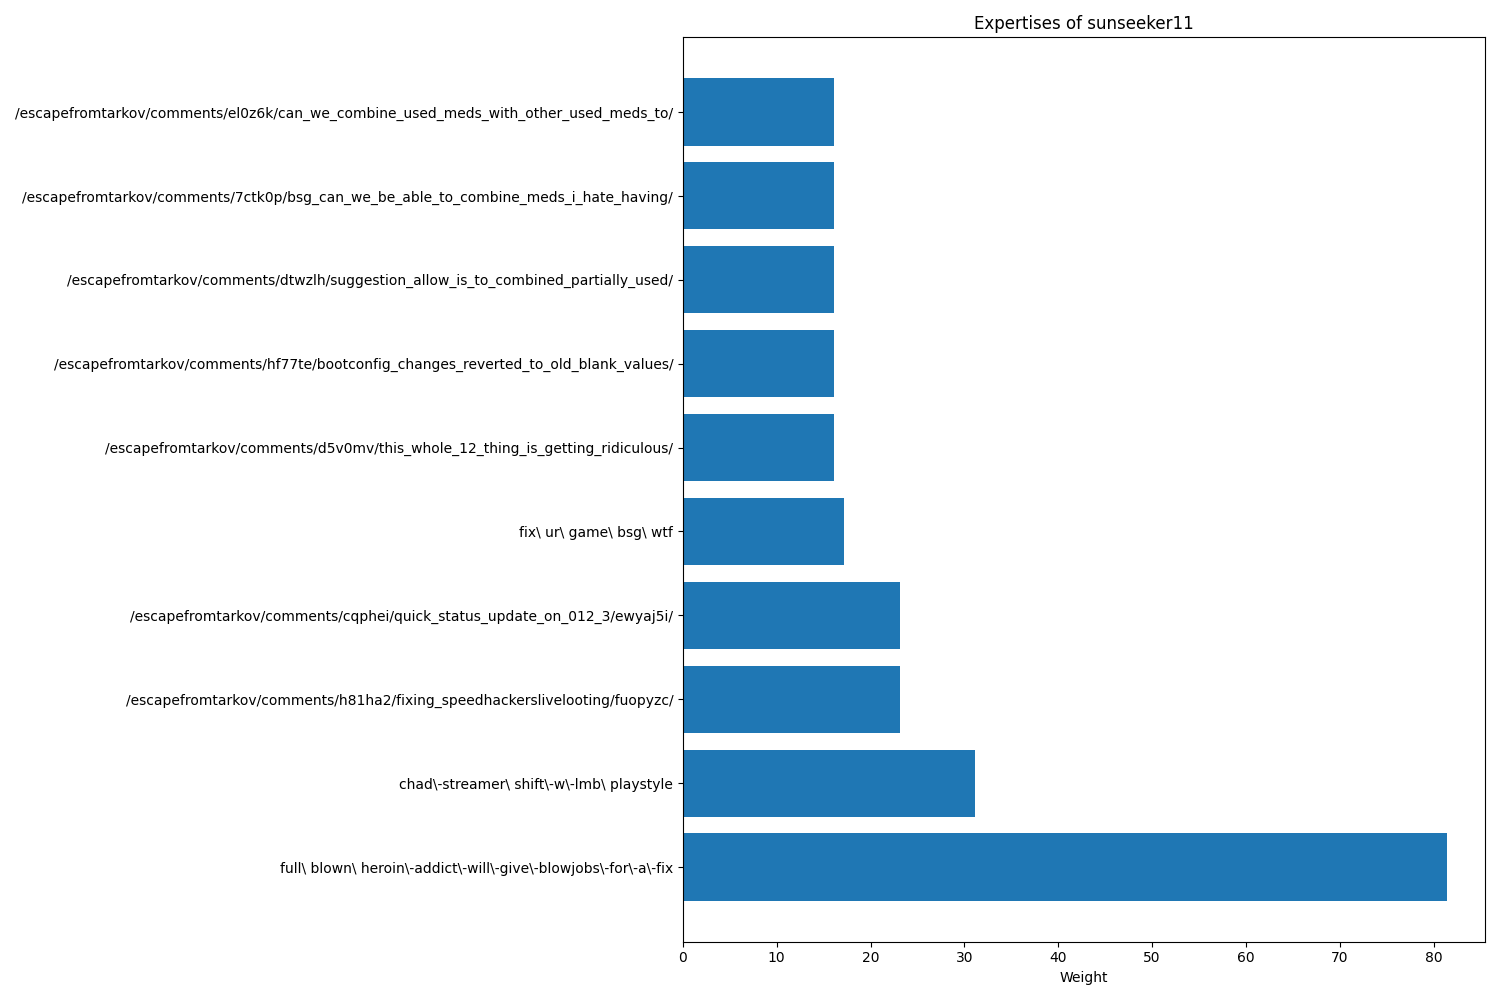 Expertises of sunseeker11
/escapefromtarkov/comments/el0z6k/can_we_combine_used_meds_with_other_used_meds_to/
/escapefromtarkov/comments/7ctk0p/bsg_can_we_be_able_to_combine_meds_i_hate_having/
/escapefromtarkov/comments/dtwzlh/suggestion_allow_is_to_combined_partially_used/
/escapefromtarkov/comments/hf77te/bootconfig_changes_reverted_to_old_blank_values/
/escapefromtarkov/comments/d5v0mv/this_whole_12_thing_is_getting_ridiculous/
fix\ ur\ game\ bsg\ wtf
/escapefromtarkov/comments/cqphei/quick_status_update_on_012_3/ewyaj5i/
/escapefromtarkov/comments/h81ha2/fixing_speedhackerslivelooting/fuopyzc/
chad\-streamer\ shift\-w\-lmb\ playstyle
full\ blown\ heroin\-addict\-will\-give\-blowjobs\-for\-a\-fix
0 10 20 30 40 50 60 70 80
Weight